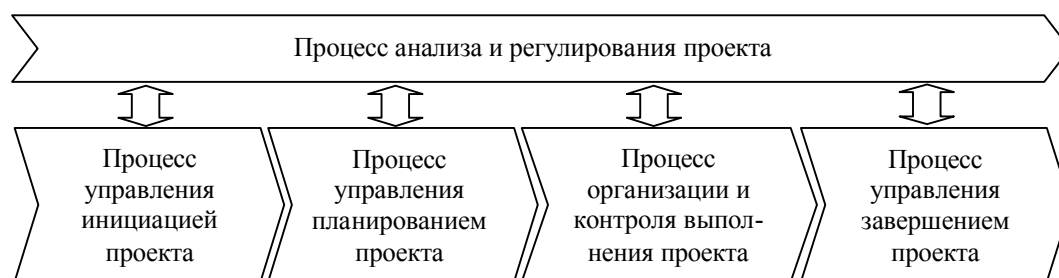 Процесс анализа и регулирования проекта
Процесс
управления
инициацией
проекта
Процесс
управления
планированием
проекта
Процесс
организации и
контроля выпол-
нения проекта
Процесс
управления
завершением
проекта